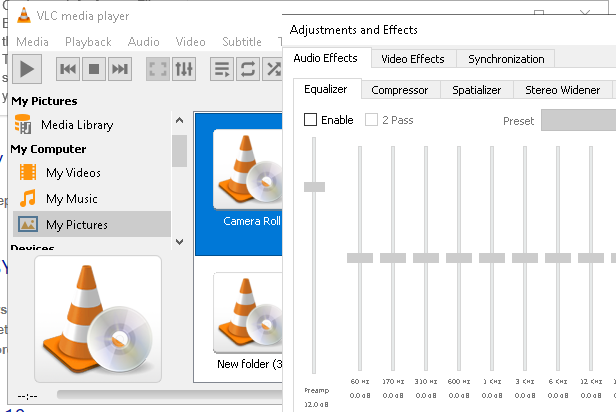 VLC media player
Media Playback Audio Video Subtitle
My Pictures
Media Library
My Computer
My Videos
My Music
My Pictures
Devices
Camera Roll
New folder (3
--:--
Adjustments and Effects
Audio Effects Video Effects Synchronization
Equalizer Compressor Spatializer Stereo Widener
Enable 2 Pass Preset
60 Hz 170 Hz 310 Hz 600 Hz 1 KHz 3 KHz 6 KHz 12 KHz
Preamp 0.0 dB 0.0 dB 0.0 dB 0.0 dB 0.0 dB 0.0 dB 0.0 dB 0.0 dB
12.0 dB